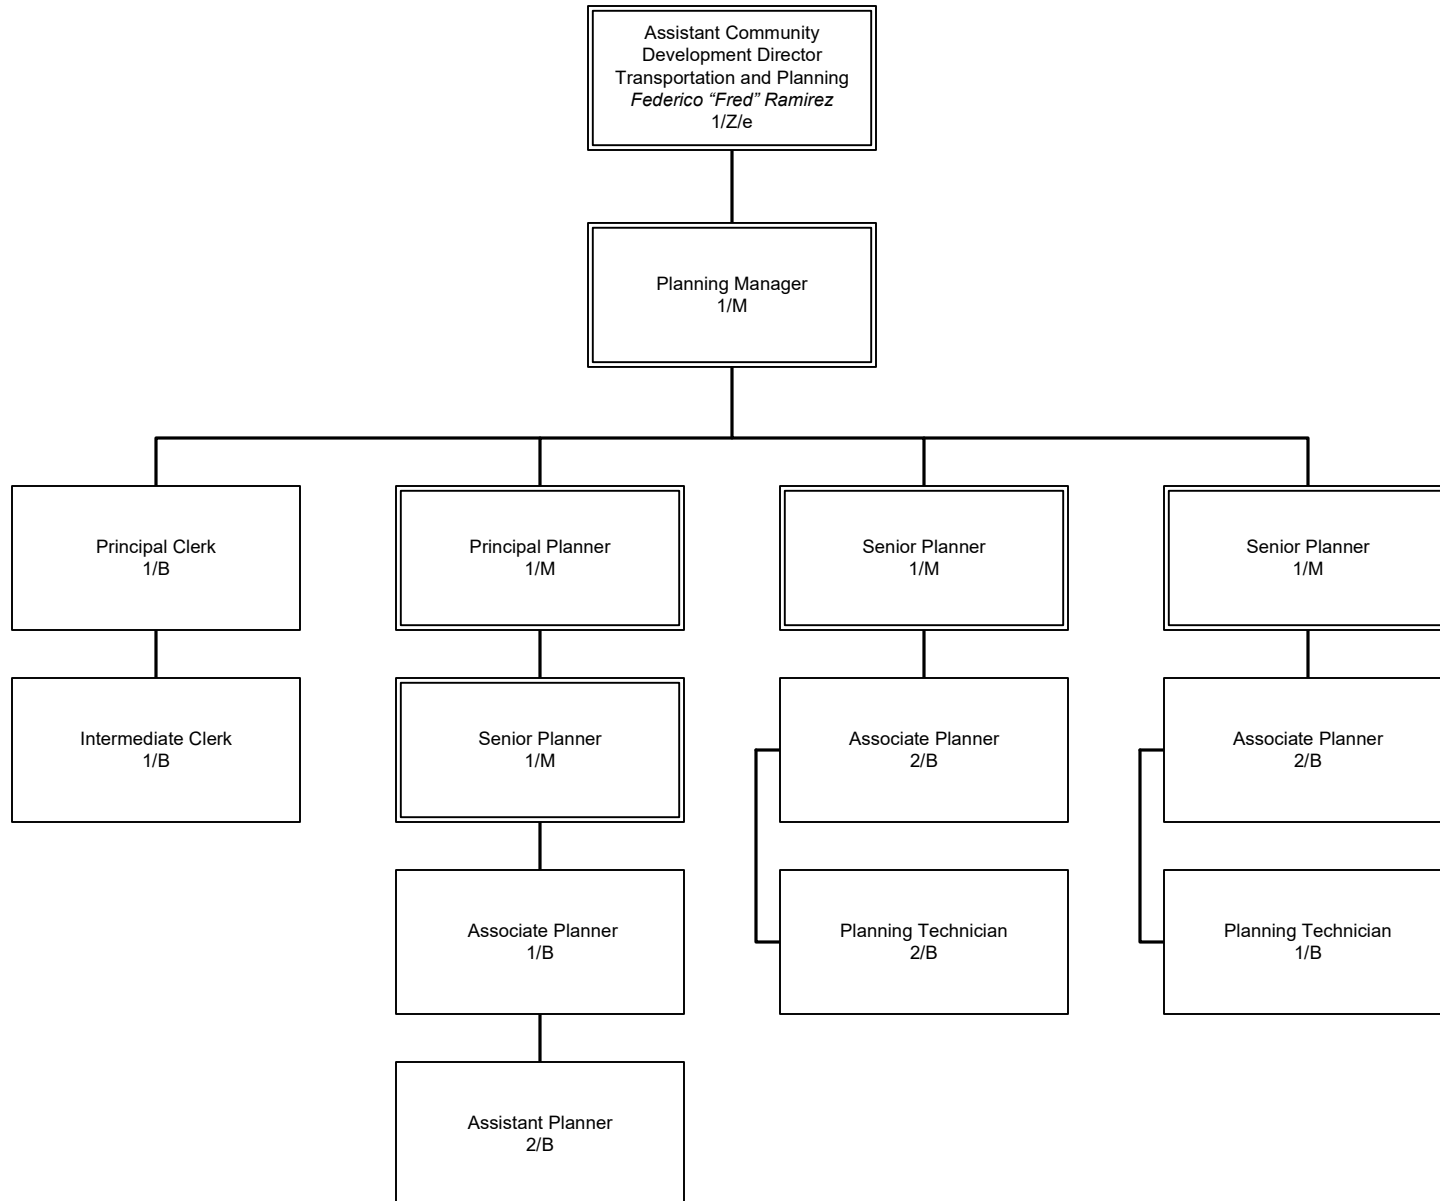 Assistant Community
Development Director
Transportation and Planning
Federico “Fred” Ramirez
1/Z/e
Planning Manager
1/M
Principal Clerk
1/B
Principal Planner
1/M
Senior Planner
1/M
Senior Planner
1/M
Intermediate Clerk
1/B
Senior Planner
1/M
Associate Planner
2/B
Associate Planner
2/B
Associate Planner
1/B
Planning Technician
2/B
Planning Technician
1/B
Assistant Planner
2/B